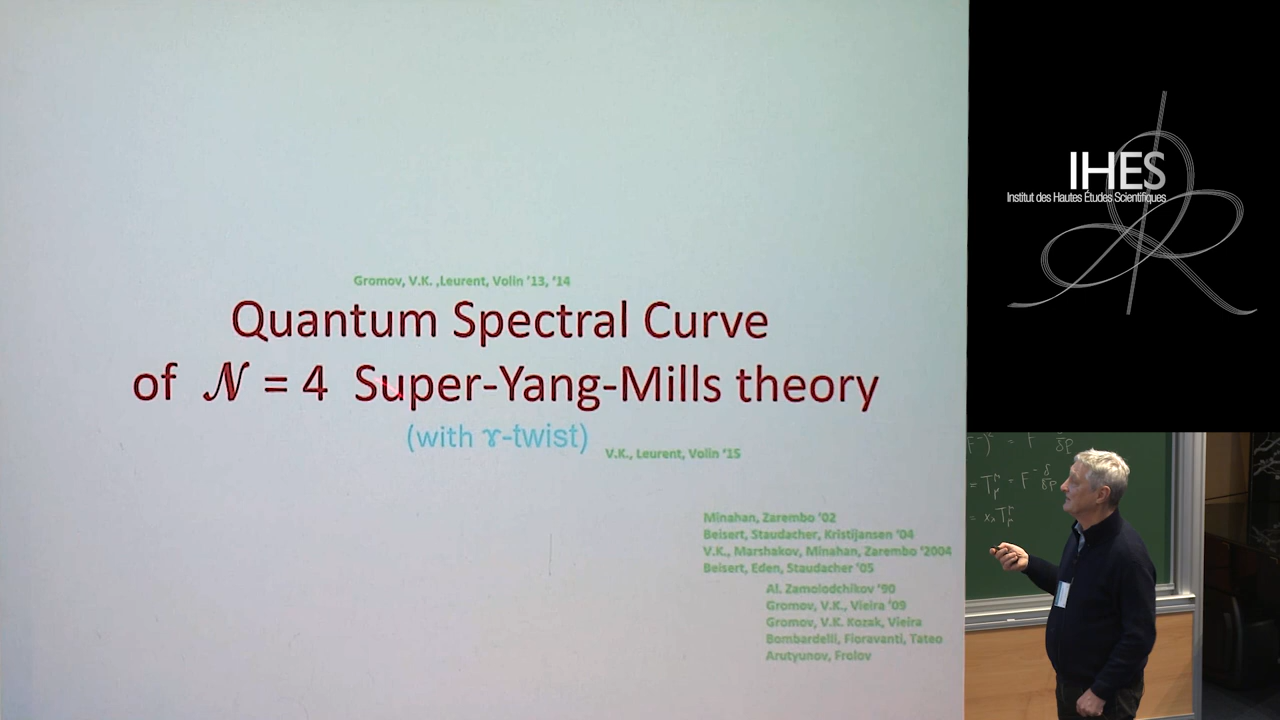 Gromov, V.K. ,Leurent, Volin '13, '14
Quantum Spectral Curve
of 𝒩 = 4 Super-Yang-Mills theory
(with ɤ-twist)
V.K., Leurent, Volin '15
Minahan, Zarembo '02
Beisert, Staudacher, Kristijansen '04
V.K., Marshakov, Minahan, Zarembo '2004
Beisert, Eden, Staudacher '05
Al. Zamolodchikov '90
Gromov, V.K., Vieira '09
Gromov, V.K. Kozak, Vieira
Bombardelli, Fioravanti, Tateo
Arutyunov, Frolov
IHES
Institut des Hautes Études Scientifiques